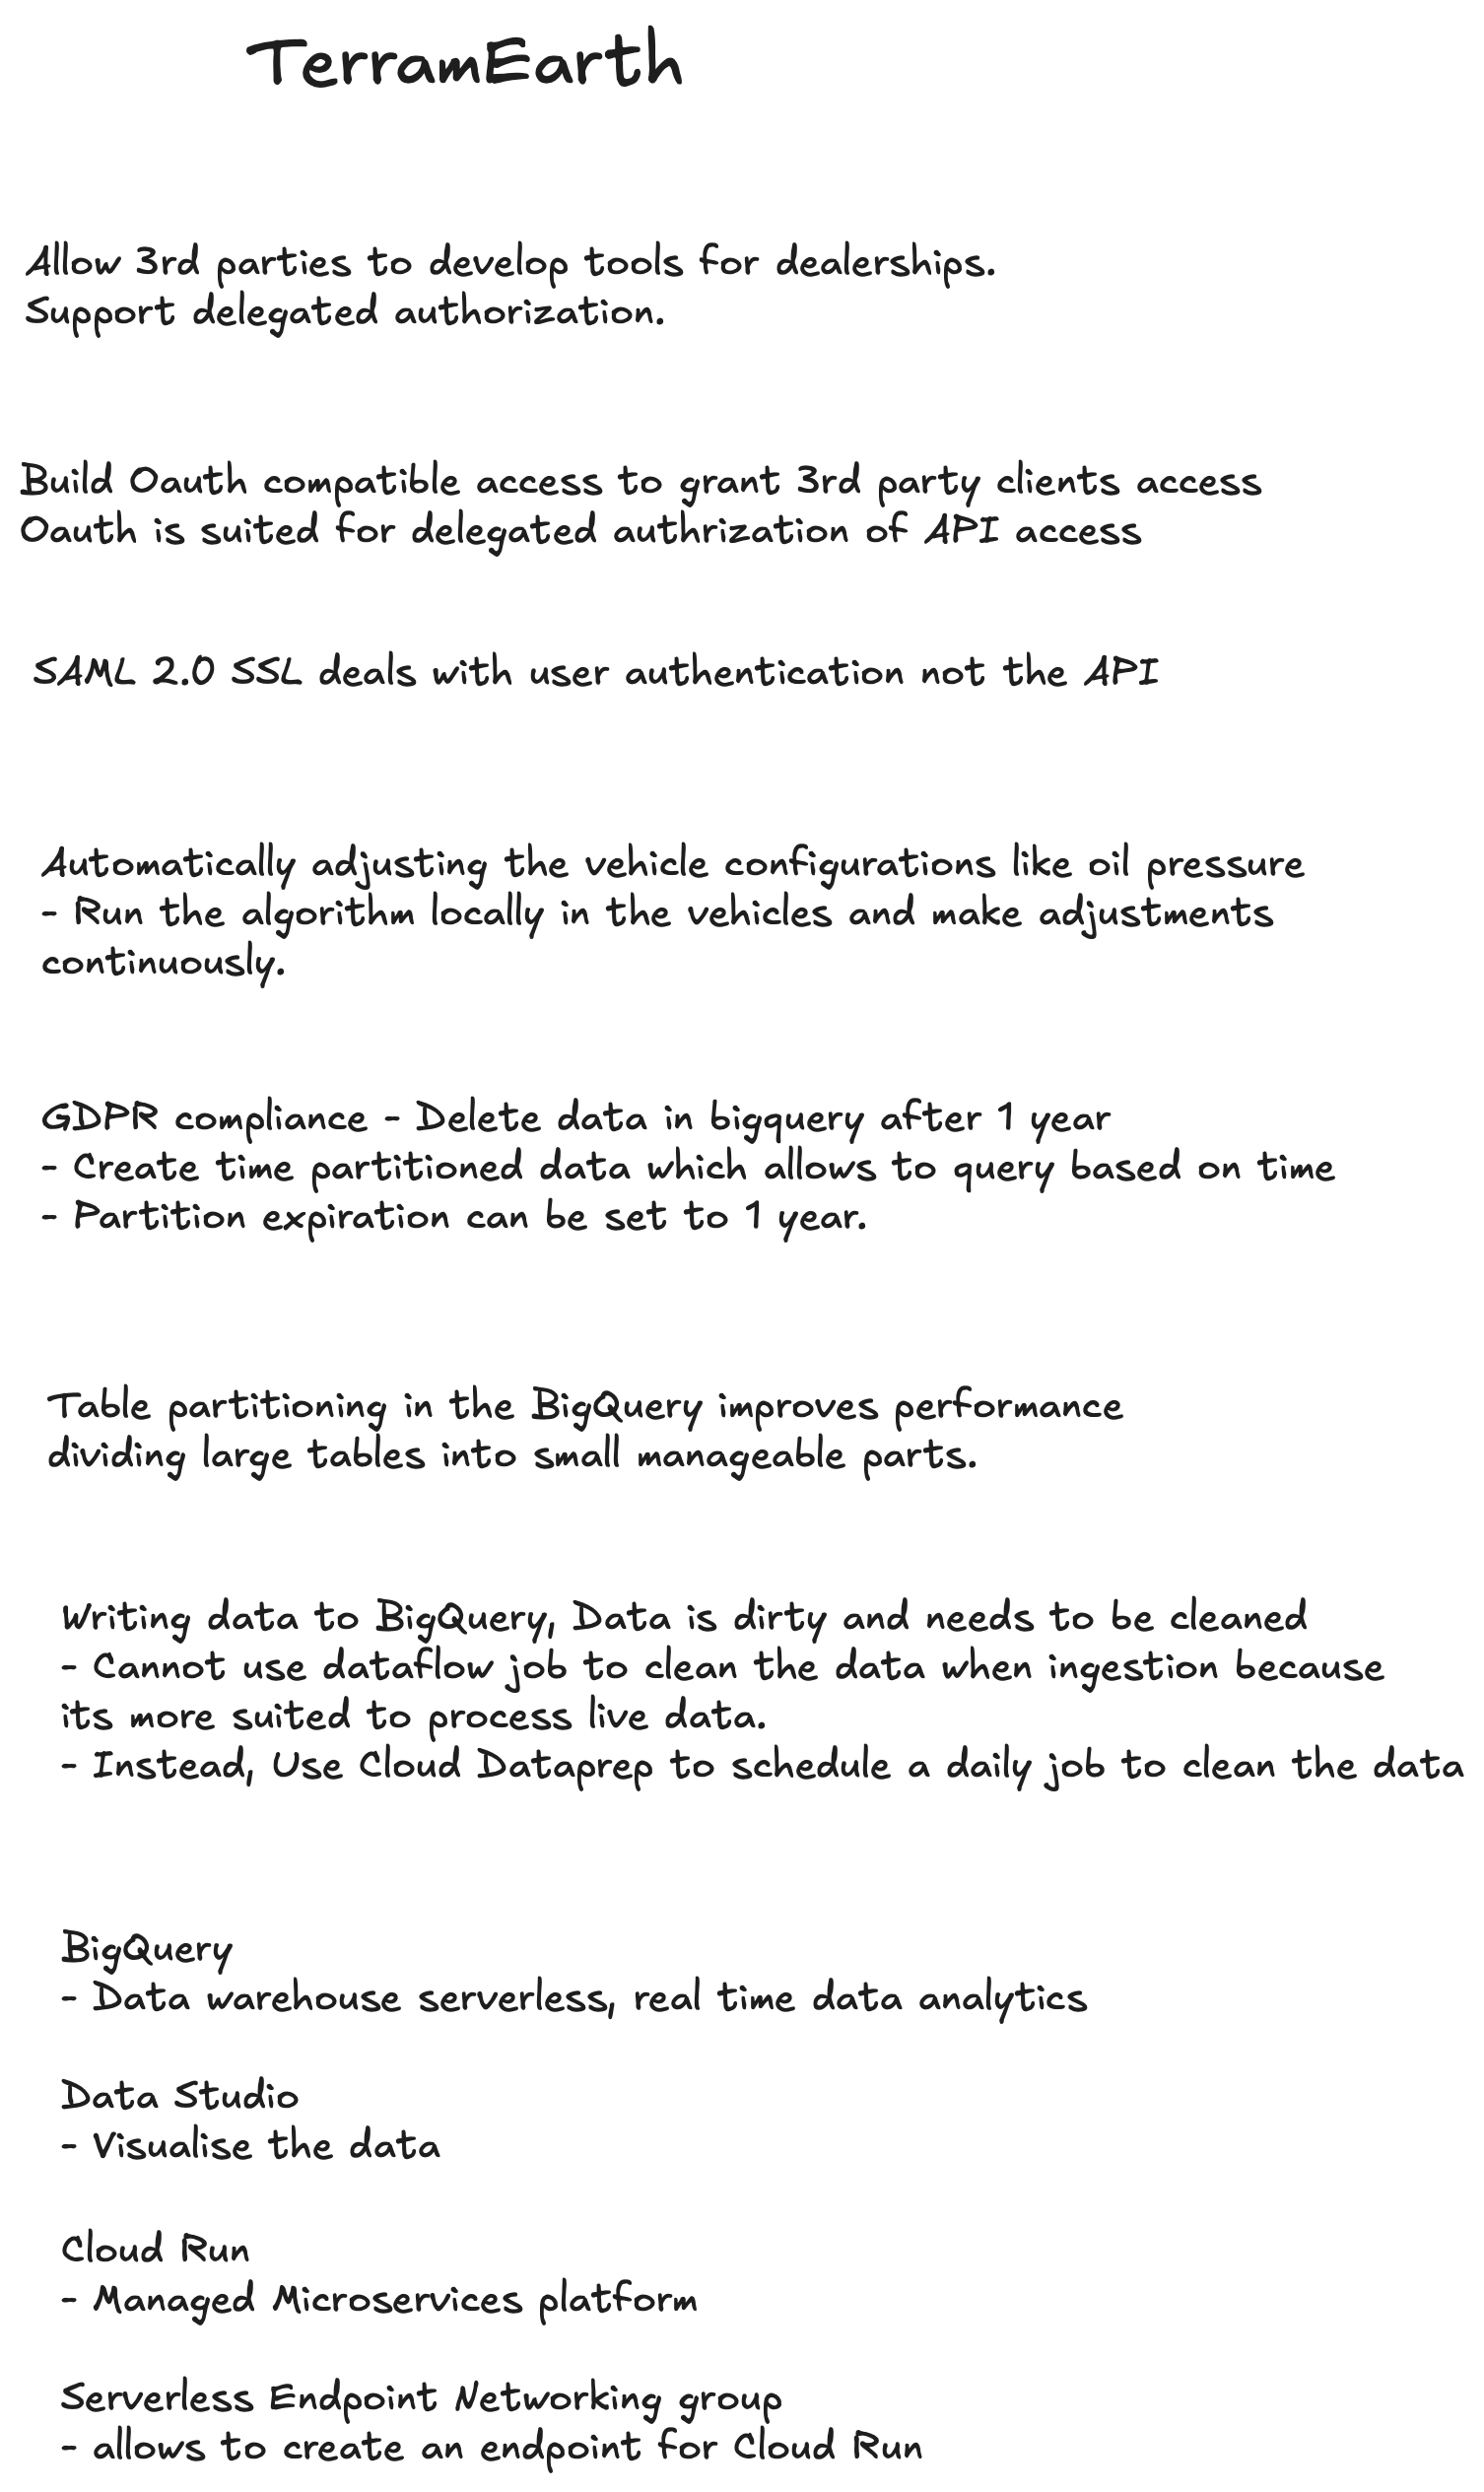 TerramEarth
Allow 3rd parties to develop tools for dealerships.
Support delegated authorization.
Build Oauth compatible access to grant 3rd party clients access
Oauth is suited for delegated authrization of API access
SAML 2.0 SSL deals with user authentication not the API
Automatically adjusting the vehicle configurations like oil pressure
- Run the algorithm locally in the vehicles and make adjustments
continuously.
GDPR compliance - Delete data in bigquery after 1 year
- Create time partitioned data which allows to query based on time
- Partition expiration can be set to 1 year.
Table partitioning in the BigQuery improves performance
dividing large tables into small manageable parts.
Writing data to BigQuery, Data is dirty and needs to be cleaned
- Cannot use dataflow job to clean the data when ingestion because
its more suited to process live data.
- Instead, Use Cloud Dataprep to schedule a daily job to clean the data
BigQuery
- Data warehouse serverless, real time data analytics
Data Studio
- Visualise the data
Cloud Run
- Managed Microservices platform
Serverless Endpoint Networking group
- allows to create an endpoint for Cloud Run